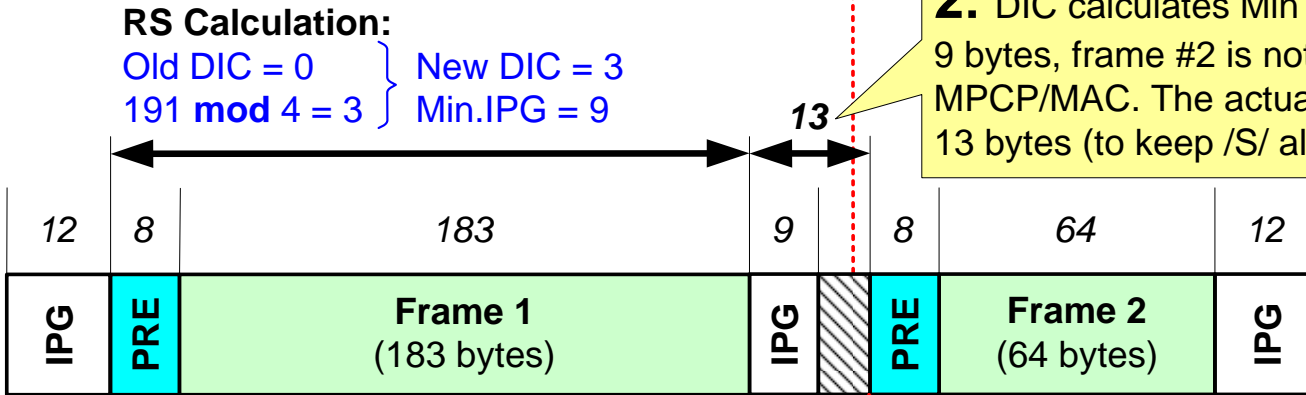 RS Calculation:
Old DIC = 0
191 mod 4 = 3
New DIC = 3
Min.IPG = 9
2. DIC calculates Min
9 bytes, frame #2 is not
MPCP/MAC. The actua
13 bytes (to keep /S/ al
13
12 8 183 9 8 64 12
IPG PRE Frame 1 IPG PRE Frame 2 IPG
(183 bytes) (64 bytes)